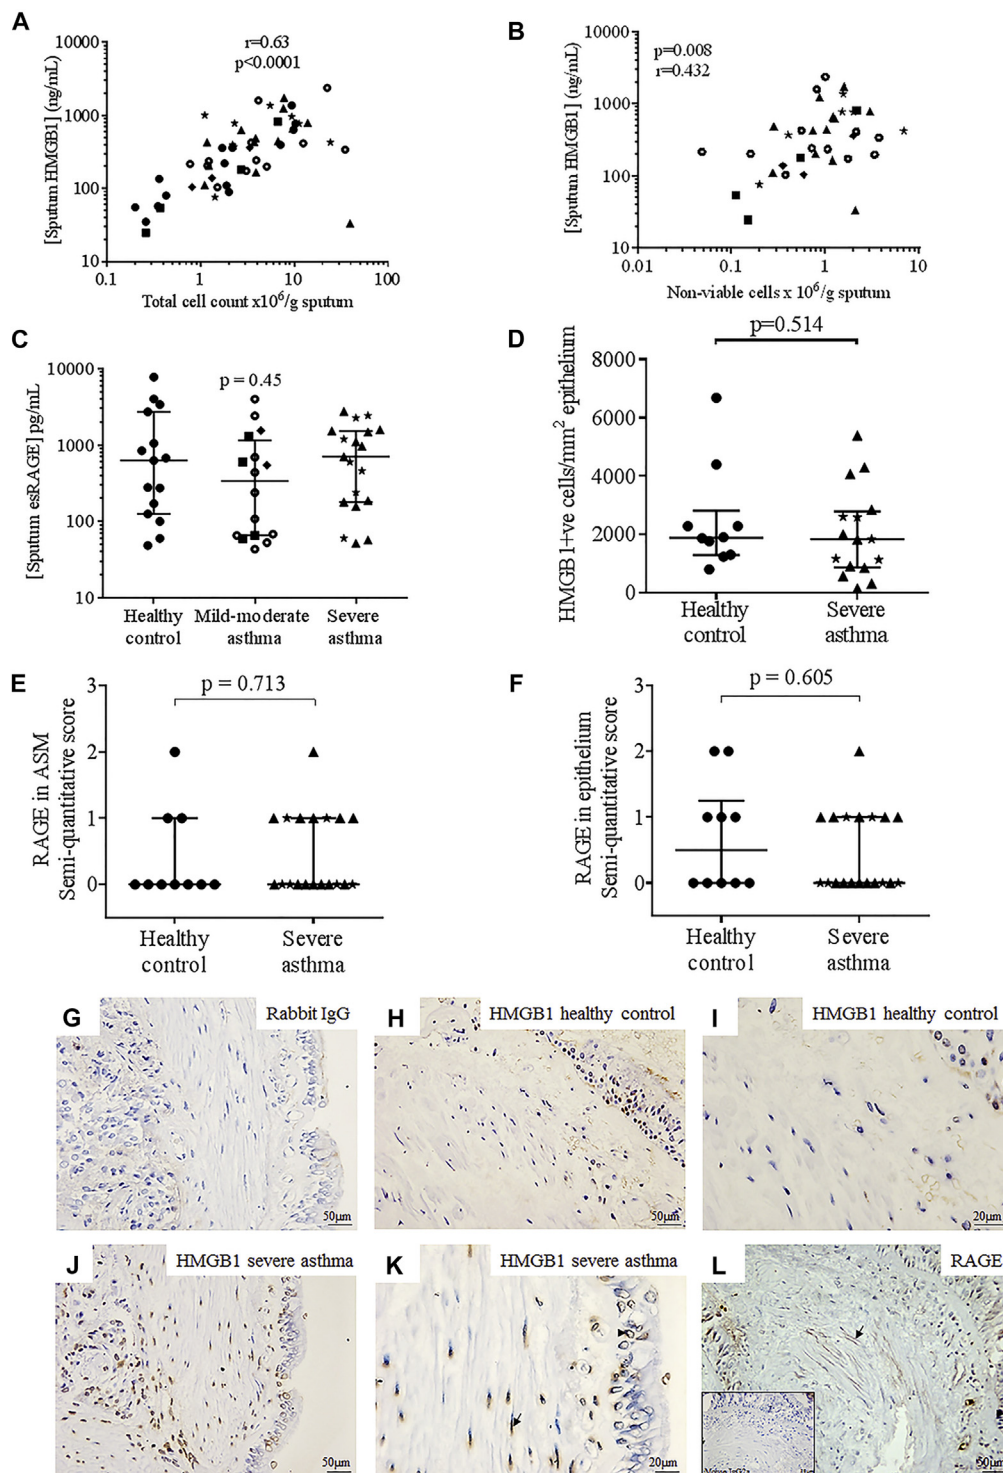 A
r=0.63
p<0.0001
[Sputum HMGB1] (ng/mL)
10000
1000
100
10
0.1
1
10
100
Total cell count x10⁶/g sputum
B
p=0.008
r=0.432
[Sputum HMGB1] (ng/mL)
10000
1000
100
10
0.01
0.1
1
10
Non-viable cells x 10⁶/g sputum
C
p = 0.45
[Sputum esRAGE] pg/mL
10000
1000
100
10
Healthy control
Mild-moderate asthma
Severe asthma
D
p=0.514
HMGB1+ve cells/mm² epithelium
8000
6000
4000
2000
0
Healthy control
Severe asthma
E
p = 0.713
RAGE in ASM
Semi-quantitative score
3
2
1
0
Healthy control
Severe asthma
F
p = 0.605
RAGE in epithelium
Semi-quantitative score
3
2
1
0
Healthy control
Severe asthma
G
Rabbit IgG
50µm
H
HMGB1 healthy control
50µm
I
HMGB1 healthy control
20µm
J
HMGB1 severe asthma
50µm
K
HMGB1 severe asthma
20µm
L
RAGE
50µm